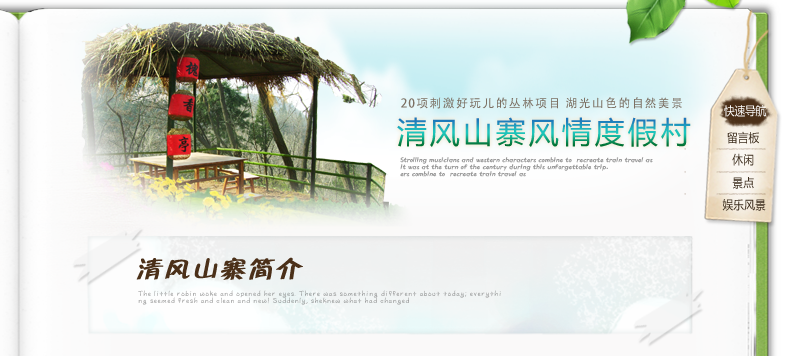 槐
香
亭
20项刺激好玩儿的丛林项目 湖光山色的自然美景
清风山寨风情度假村
Strolling musicians and western characters combine to recreate train travel as
it was at the turn of the century during this unforgettable trip.
ers combine to recreate train travel as
快速导航
留言板
休闲
景点
娱乐风景
清风山寨简介
The little robin woke and opened her eyes. There was something different about today; everythi
ng seemed fresh and clean and new! Suddenly, sheknew what had changed